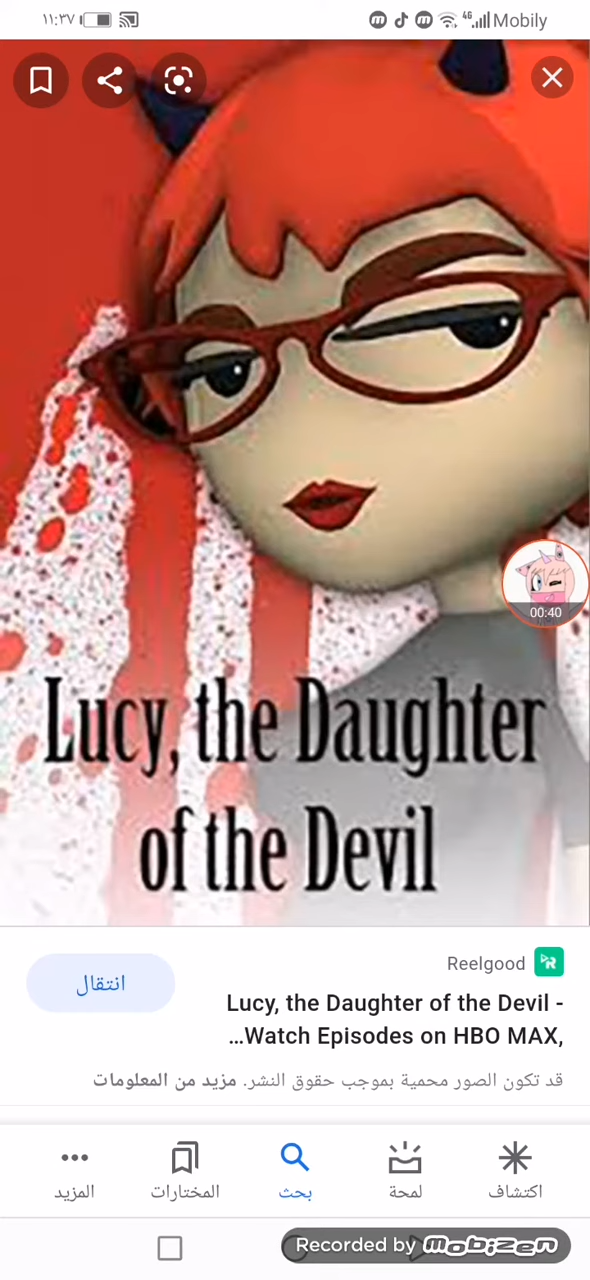 ١١:٣٧
4G Mobily
00:40
Lucy, the Daughter
of the Devil
Reelgood
انتقال
Lucy, the Daughter of the Devil -
...Watch Episodes on HBO MAX,
قد تكون الصور محمية بموجب حقوق النشر. مزيد من المعلومات
اكتشاف
لمحة
بحث
المختارات
المزيد
Recorded by mobizen